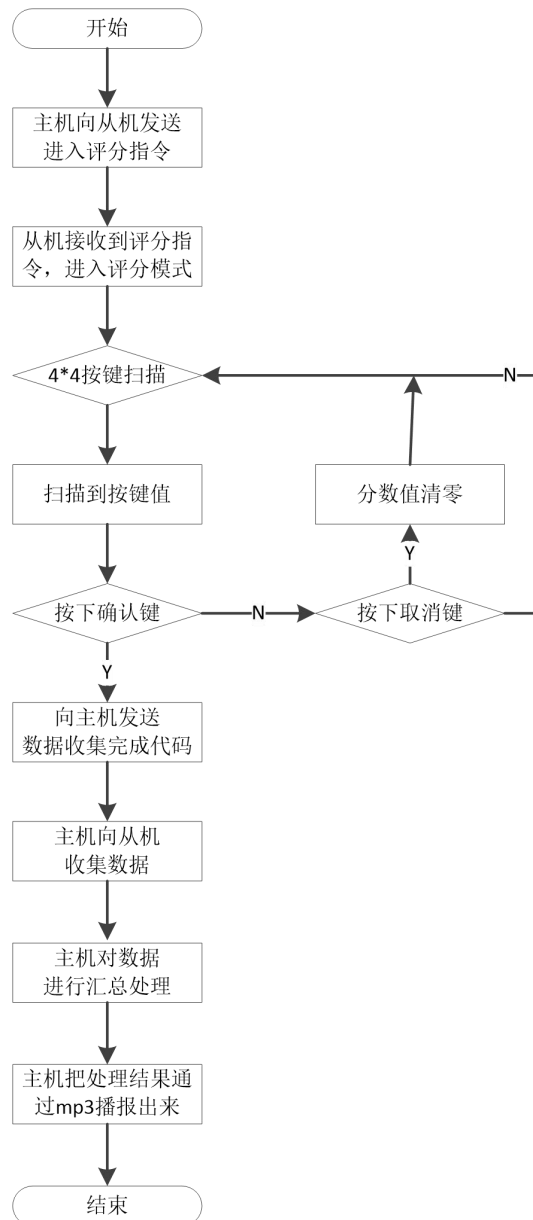 开始
主机向从机发送
进入评分指令
从机接收到评分指
令，进入评分模式
4*4按键扫描
N
扫描到按键值
分数值清零
Y
按下确认键
N
按下取消键
Y
向主机发送
数据收集完成代码
主机向从机
收集数据
主机对数据
进行汇总处理
主机把处理结果通
过mp3播报出来
结束